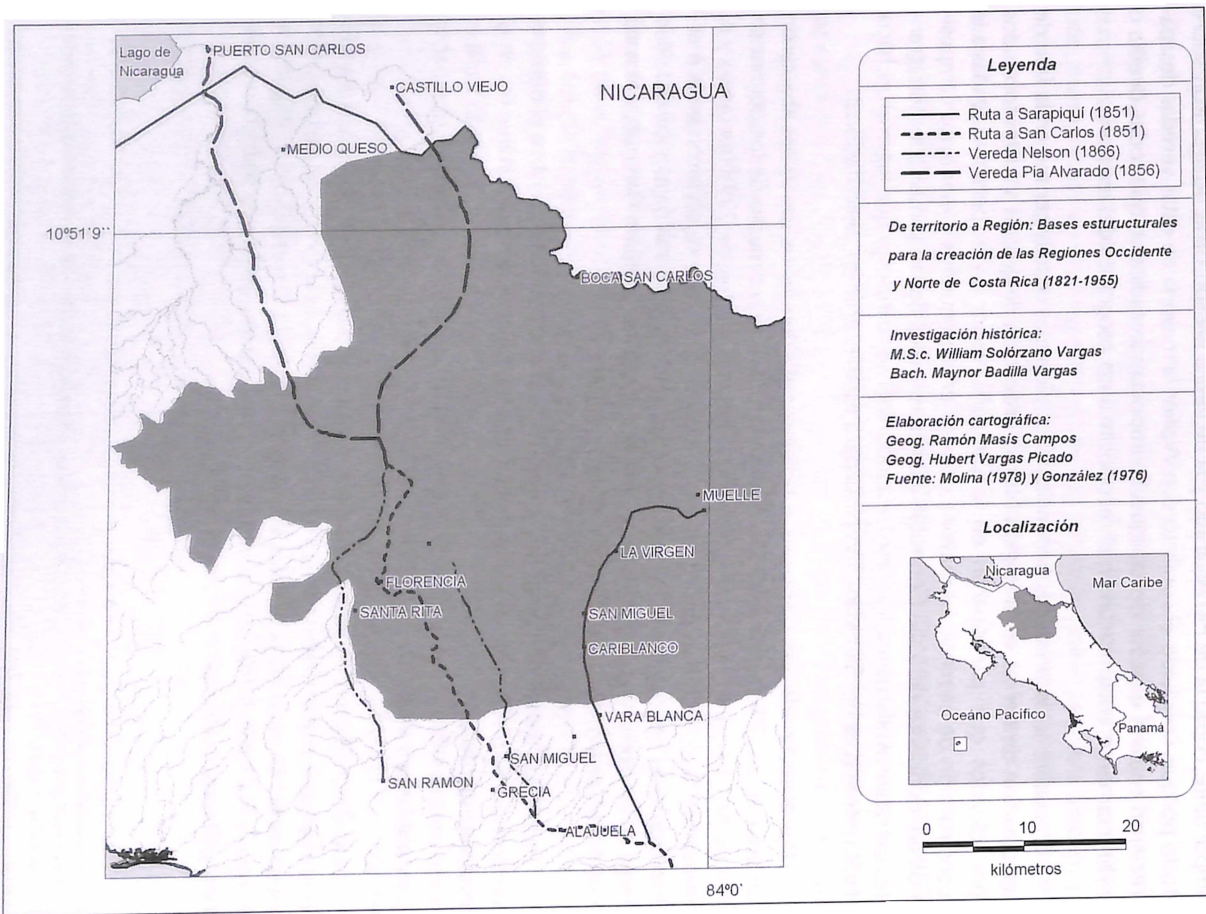 Lago de
Nicaragua
PUERTO SAN CARLOS
CASTILLO VIEJO
NICARAGUA
MEDIO QUESO
10°51'9''
BOCA SAN CARLOS
MUELLE
LA VIRGEN
FLORENCIA
SANTA RITA
SAN MIGUEL
CARIBLANCO
VARA BLANCA
SAN MIGUEL
SAN RAMON
GRECIA
ALAJUELA
84°0'
Leyenda
Ruta a Sarapiquí (1851)
Ruta a San Carlos (1851)
Vereda Nelson (1866)
Vereda Pia Alvarado (1856)
De territorio a Región: Bases esturucturales
para la creación de las Regiones Occidente
y Norte de Costa Rica (1821-1955)
Investigación histórica:
M.S.c. William Solórzano Vargas
Bach. Maynor Badilla Vargas
Elaboración cartográfica:
Geog. Ramón Masís Campos
Geog. Hubert Vargas Picado
Fuente: Molina (1978) y González (1976)
Localización
Nicaragua
Mar Caribe
Oceáno Pacífico
Panamá
0 10 20
kilómetros